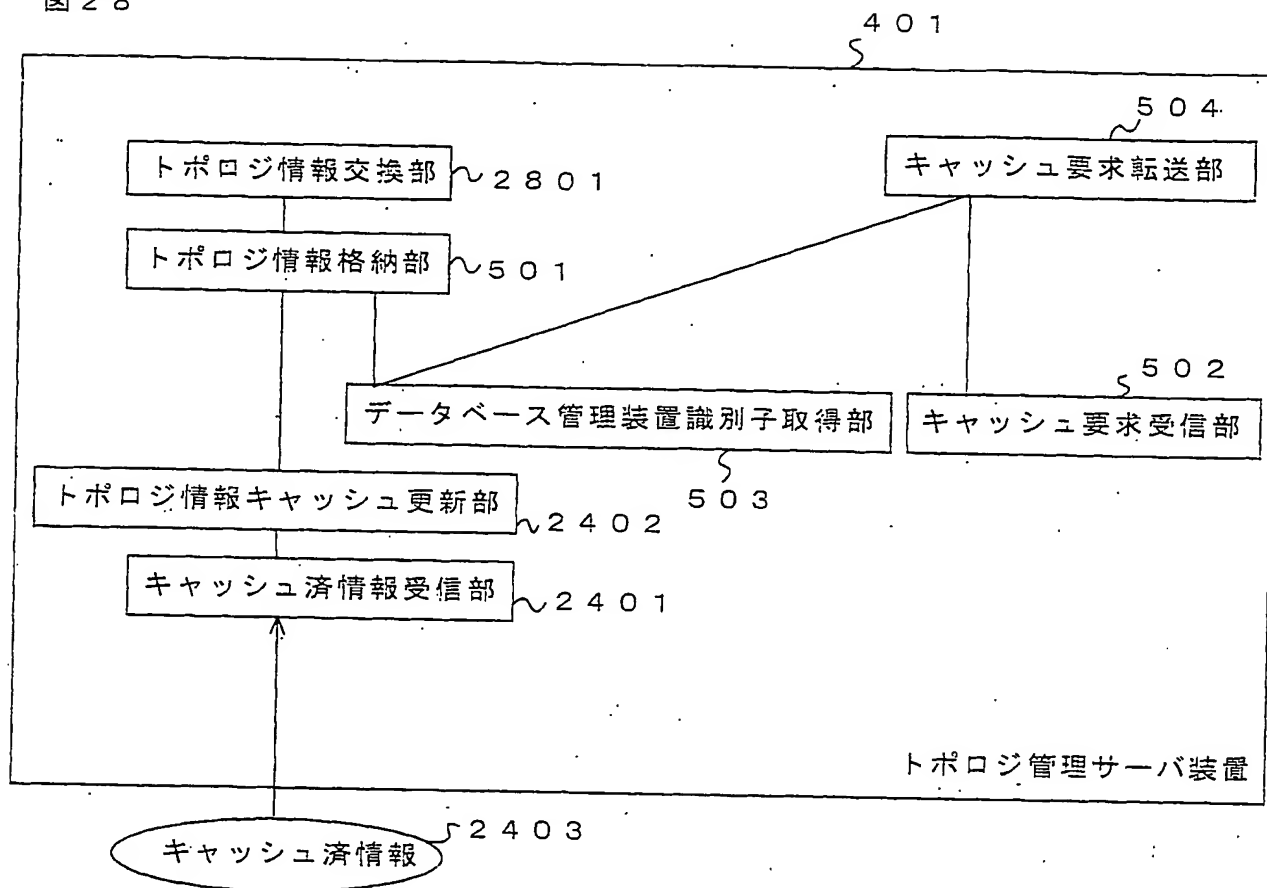 図２８
４０１
５０４
トポロジ情報交換部
２８０１
キャッシュ要求転送部
トポロジ情報格納部
５０１
５０２
データベース管理装置識別子取得部
キャッシュ要求受信部
５０３
トポロジ情報キャッシュ更新部
２４０２
キャッシュ済情報受信部
２４０１
トポロジ管理サーバ装置
２４０３
キャッシュ済情報